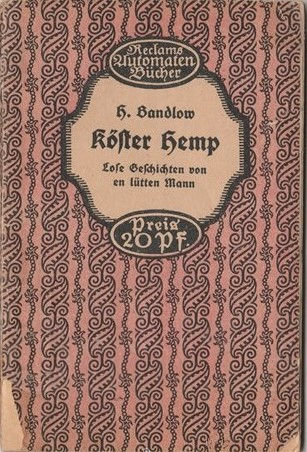 Reclams
Automaten
Bücher
H. Bandlow
Köster Hemp
Lose Geschichten von
en lütten Mann
Preis
20 Pf.